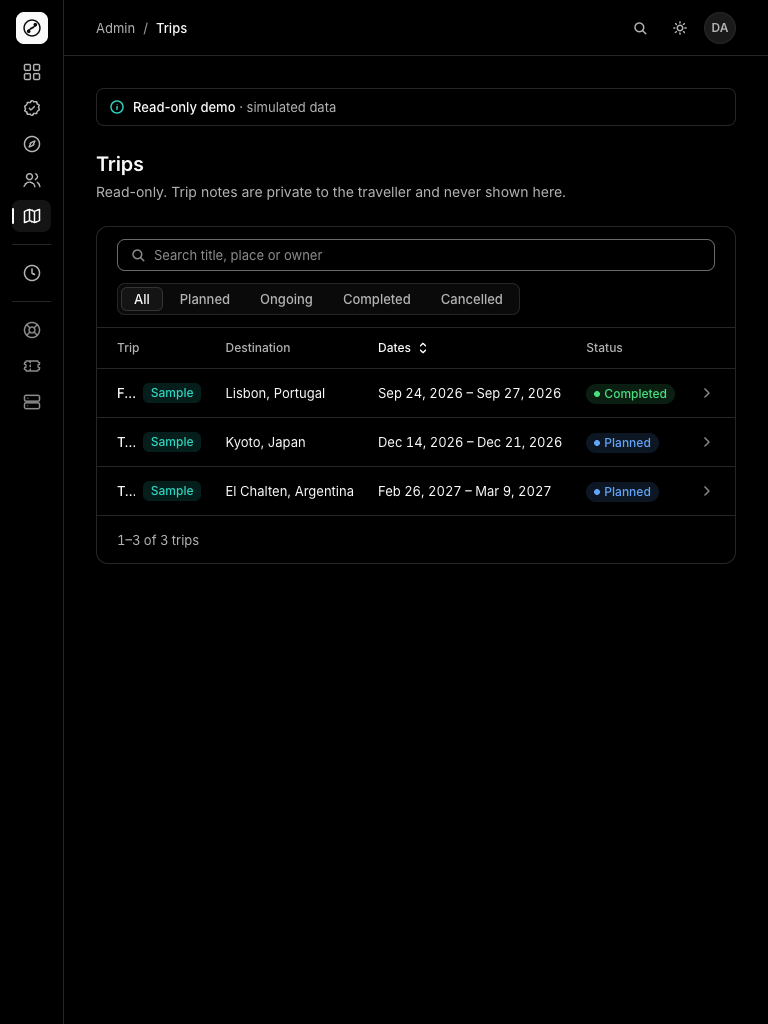 Admin / Trips
DA
Read-only demo · simulated data
Trips
Read-only. Trip notes are private to the traveller and never shown here.
Search title, place or owner
All Planned Ongoing Completed Cancelled
Trip Destination Dates Status
F... Sample Lisbon, Portugal Sep 24, 2026 – Sep 27, 2026 Completed
T... Sample Kyoto, Japan Dec 14, 2026 – Dec 21, 2026 Planned
T... Sample El Chalten, Argentina Feb 26, 2027 – Mar 9, 2027 Planned
1–3 of 3 trips